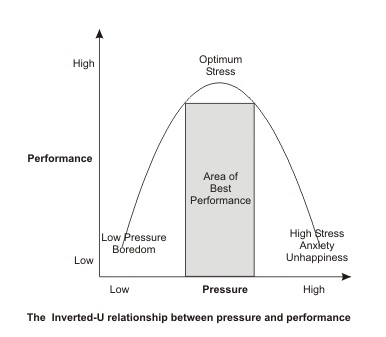 High
Optimum
Stress
Performance
Area of
Best
Performance
Low Pressure
Boredom
High Stress
Anxiety
Unhappiness
Low
Low
Pressure
High
The Inverted-U relationship between pressure and performance